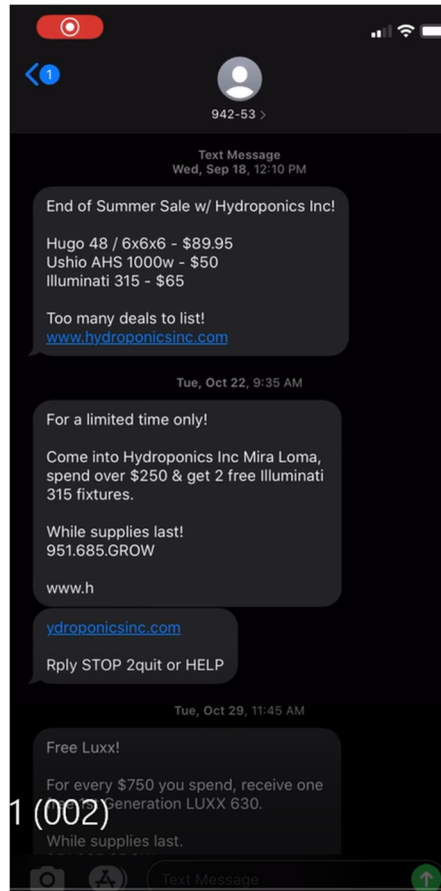 1
942-53 >
Text Message
Wed, Sep 18, 12:10 PM
End of Summer Sale w/ Hydroponics Inc!
Hugo 48 / 6x6x6 - $89.95
Ushio AHS 1000w - $50
Illuminati 315 - $65
Too many deals to list!
www.hydroponicsinc.com
Tue, Oct 22, 9:35 AM
For a limited time only!
Come into Hydroponics Inc Mira Loma,
spend over $250 & get 2 free Illuminati
315 fixtures.
While supplies last!
951.685.GROW
www.h
ydroponicsinc.com
Rply STOP 2quit or HELP
Tue, Oct 29, 11:45 AM
Free Luxx!
For every $750 you spend, receive one
free 1st Generation LUXX 630.
1 (002)
While supplies last.
Text Message